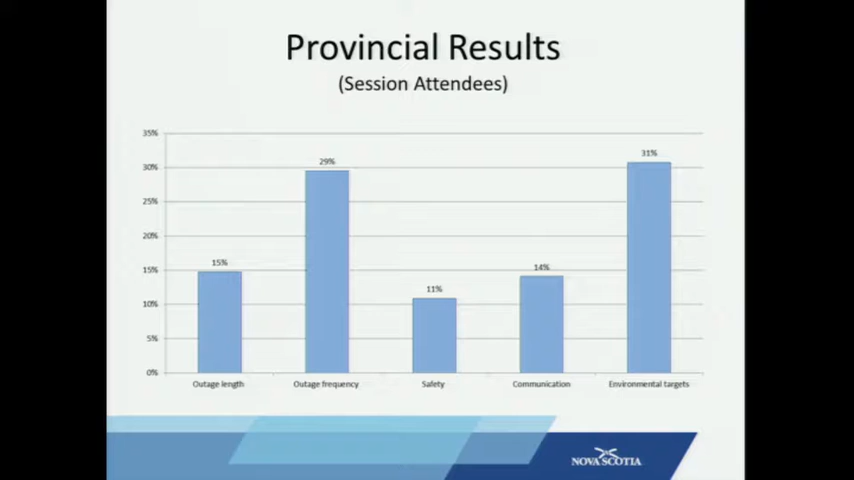 Provincial Results
(Session Attendees)
35%
30%
25%
20%
15%
10%
5%
0%
15%
29%
11%
14%
31%
Outage length
Outage frequency
Safety
Communication
Environmental targets
NOVA SCOTIA